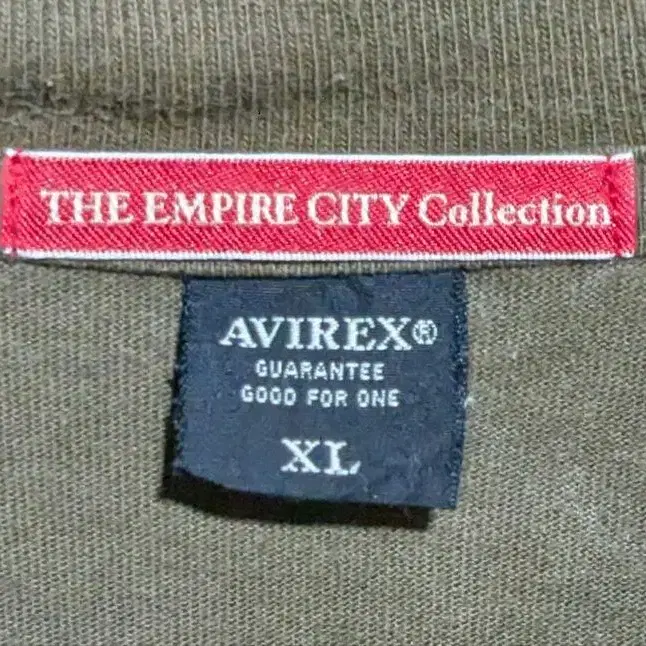 THE EMPIRE CITY Collection
AVIREX®
GUARANTEE
GOOD FOR ONE
XL